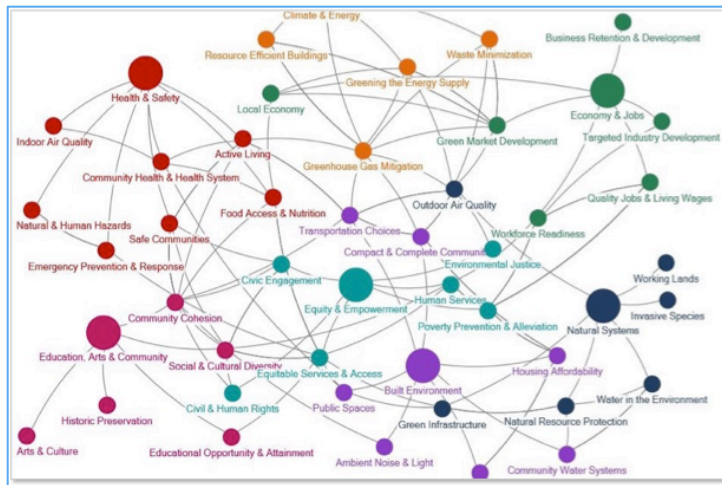 Climate & Energy
Business Retention & Development
Resource Efficient Buildings
Waste Minimization
Greening the Energy Supply
Health & Safety
Local Economy
Economy & Jobs
Targeted Industry Development
Green Market Development
Indoor Air Quality
Active Living
Greenhouse Gas Mitigation
Community Health & Health System
Outdoor Air Quality
Quality Jobs & Living Wages
Food Access & Nutrition
Natural & Human Hazards
Transportation Choices
Workforce Readiness
Safe Communities
Compact & Complete Communi
Environmental Justice
Emergency Prevention & Response
Working Lands
Civic Engagement
Human Services
Equity & Empowerment
Invasive Species
Community Cohesion
Poverty Prevention & Alleviation
Natural Systems
Education, Arts & Community
Social & Cultural Diversity
Equitable Services & Access
Housing Affordability
Built Environment
Water in the Environment
Civil & Human Rights
Public Spaces
Historic Preservation
Green Infrastructure
Natural Resource Protection
Arts & Culture
Educational Opportunity & Attainment
Ambient Noise & Light
Community Water Systems